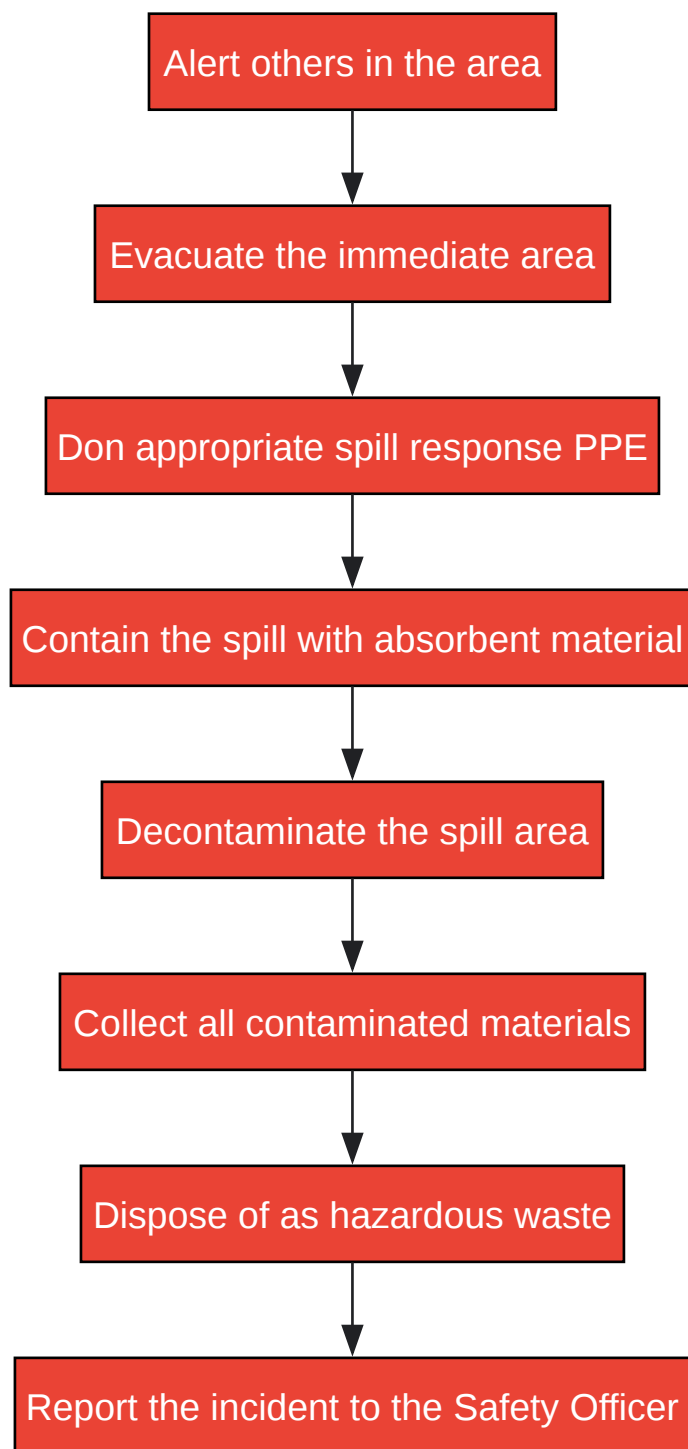 Alert others in the area
Evacuate the immediate area
Don appropriate spill response PPE
Contain the spill with absorbent material
Decontaminate the spill area
Collect all contaminated materials
Dispose of as hazardous waste
Report the incident to the Safety Officer